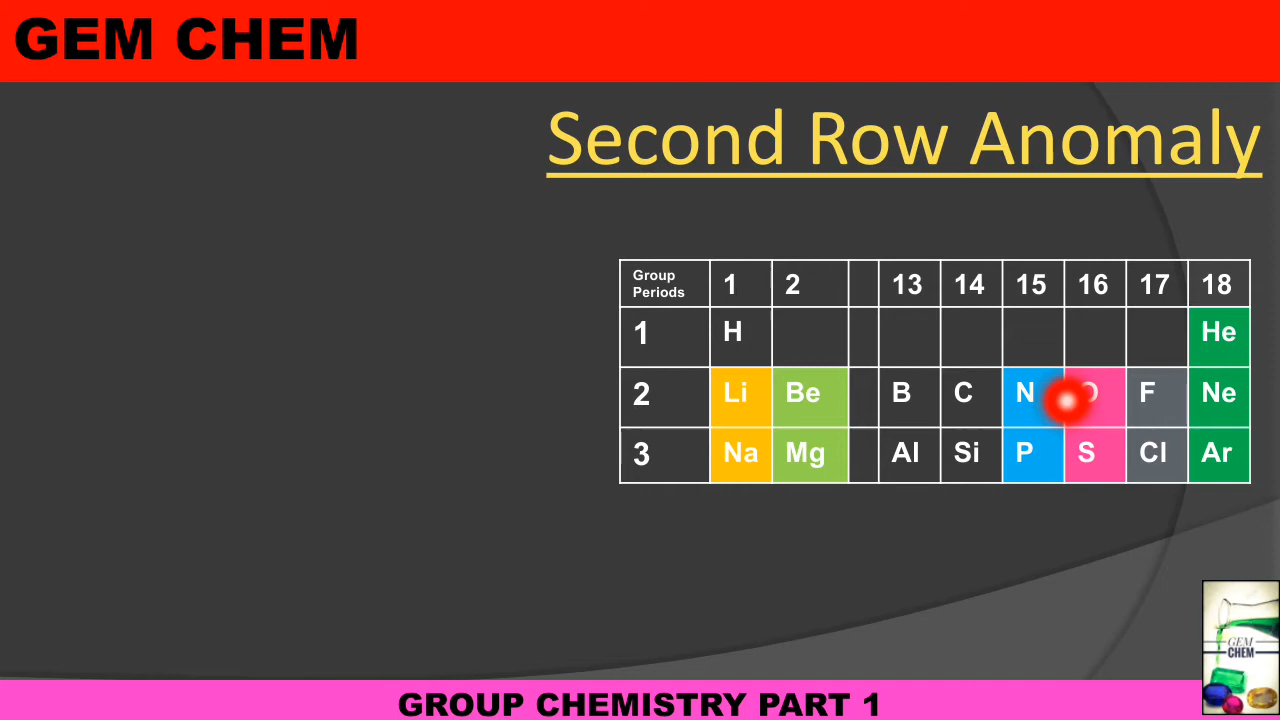 GEM CHEM
Second Row Anomaly
Group Periods 1 2 13 14 15 16 17 18
1 H He
2 Li Be B C N O F Ne
3 Na Mg Al Si P S Cl Ar
GEM
CHEM
GROUP CHEMISTRY PART 1